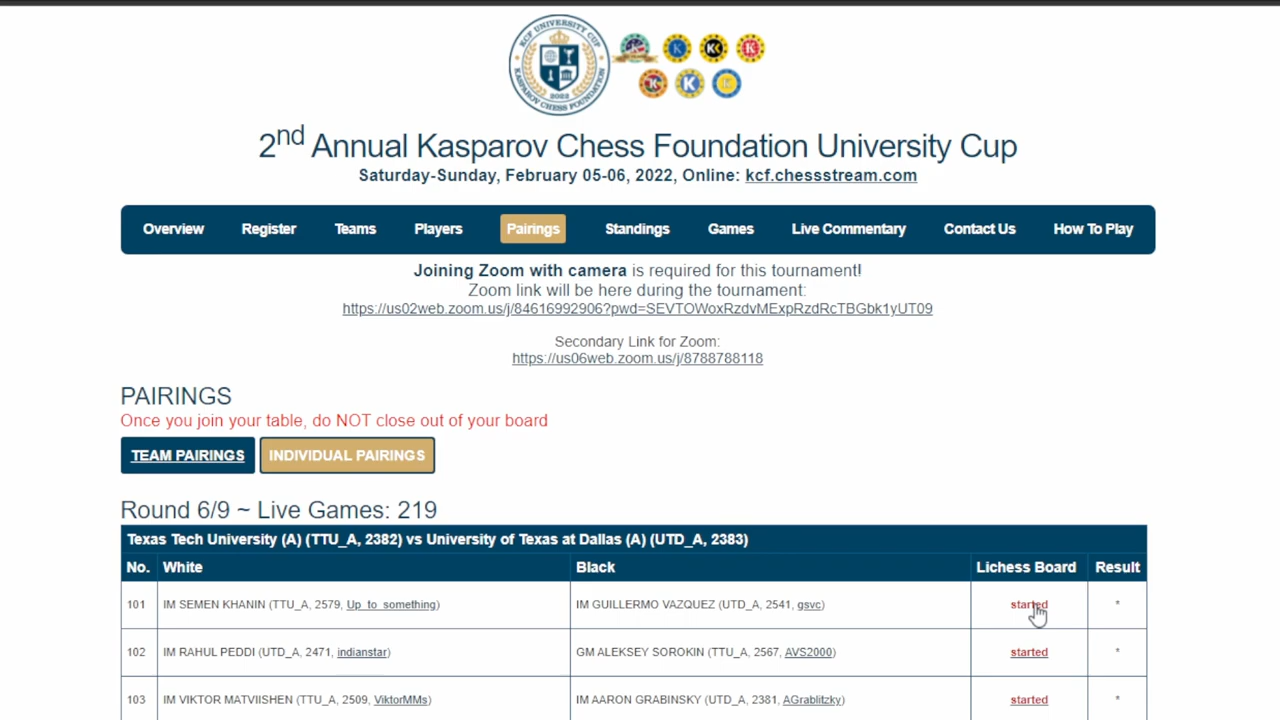 KCF UNIVERSITY CUP
KASPAROV CHESS FOUNDATION
2022
2nd Annual Kasparov Chess Foundation University Cup
Saturday-Sunday, February 05-06, 2022, Online: kcf.chessstream.com
Overview Register Teams Players Pairings Standings Games Live Commentary Contact Us How To Play
Joining Zoom with camera is required for this tournament!
Zoom link will be here during the tournament:
https://us02web.zoom.us/j/84616992906?pwd=SEVTOWoxRzdvMExpRzdRcTBGbk1yUT09
Secondary Link for Zoom:
https://us06web.zoom.us/j/8788788118
PAIRINGS
Once you join your table, do NOT close out of your board
TEAM PAIRINGS INDIVIDUAL PAIRINGS
Round 6/9 ~ Live Games: 219
Texas Tech University (A) (TTU_A, 2382) vs University of Texas at Dallas (A) (UTD_A, 2383)
No. White Black Lichess Board Result
101 IM SEMEN KHANIN (TTU_A, 2579, Up_to_something) IM GUILLERMO VAZQUEZ (UTD_A, 2541, gsvc) started *
102 IM RAHUL PEDDI (UTD_A, 2471, indianstar) GM ALEKSEY SOROKIN (TTU_A, 2567, AVS2000) started *
103 IM VIKTOR MATVIISHEN (TTU_A, 2509, ViktorMMs) IM AARON GRABINSKY (UTD_A, 2381, AGrablitzky) started *